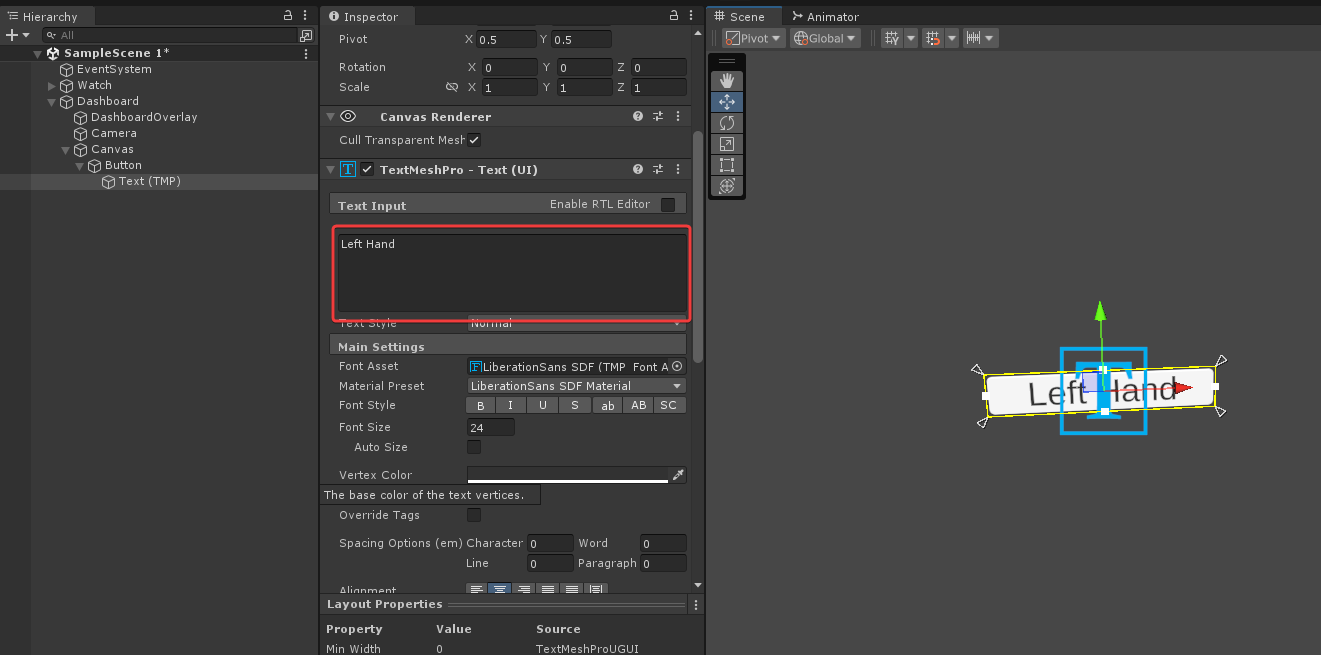 Hierarchy
All
SampleScene 1*
EventSystem
Watch
Dashboard
DashboardOverlay
Camera
Canvas
Button
Text (TMP)
Inspector
Pivot X 0.5 Y 0.5
Rotation X 0 Y 0 Z 0
Scale X 1 Y 1 Z 1
Canvas Renderer
Cull Transparent Mesh
T TextMeshPro - Text (UI)
Text Input Enable RTL Editor
Left Hand
Text Style Normal
Main Settings
Font Asset LiberationSans SDF (TMP Font A
Material Preset LiberationSans SDF Material
Font Style B I U S ab AB SC
Font Size 24
Auto Size
Vertex Color
The base color of the text vertices.
Override Tags
Spacing Options (em) Character 0 Word 0
Line 0 Paragraph 0
Alignment
Layout Properties
Property Value Source
Min Width 0 TextMeshProUGUI
Scene Animator
Pivot Global
Left Hand
T